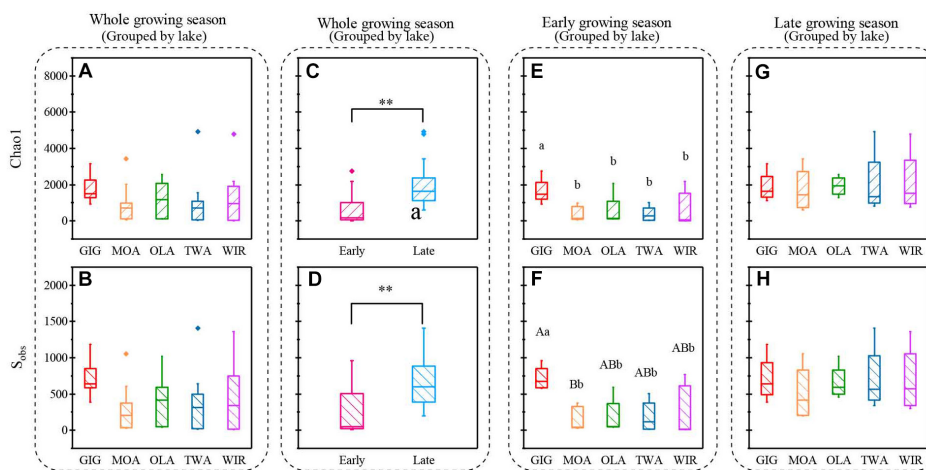 Whole growing season
(Grouped by lake)
Whole growing season
(Grouped by lake)
Early growing season
(Grouped by lake)
Late growing season
(Grouped by lake)
Chao1
8000
6000
4000
2000
0
A
GIG MOA OLA TWA WIR
C
**
a
Early Late
E
a
b
b
b
b
GIG MOA OLA TWA WIR
G
GIG MOA OLA TWA WIR
Sobs
2000
1500
1000
500
0
B
GIG MOA OLA TWA WIR
D
**
Early Late
F
Aa
Bb
ABb
ABb
ABb
GIG MOA OLA TWA WIR
H
GIG MOA OLA TWA WIR